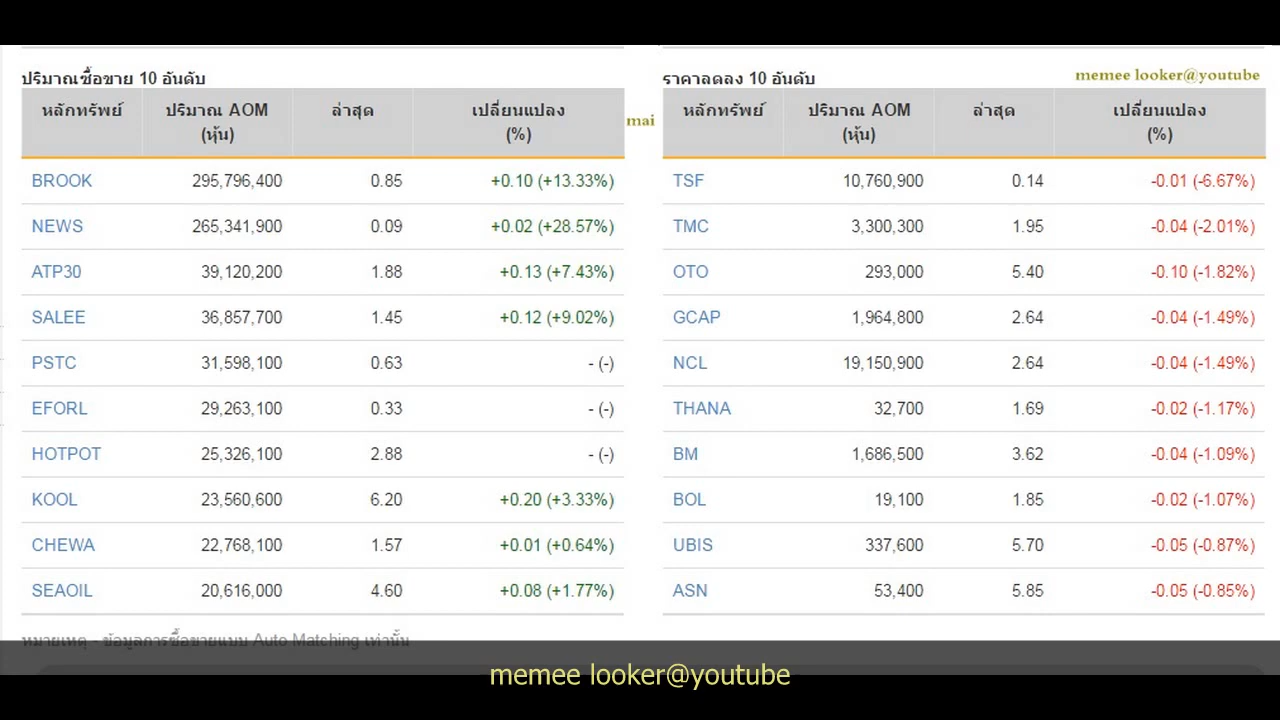 ปริมาณซื้อขาย 10 อันดับ
หลักทรัพย์ ปริมาณ AOM (หุ้น) ล่าสุด เปลี่ยนแปลง (%)
BROOK 295,796,400 0.85 +0.10 (+13.33%)
NEWS 265,341,900 0.09 +0.02 (+28.57%)
ATP30 39,120,200 1.88 +0.13 (+7.43%)
SALEE 36,857,700 1.45 +0.12 (+9.02%)
PSTC 31,598,100 0.63 - (-)
EFORL 29,263,100 0.33 - (-)
HOTPOT 25,326,100 2.88 - (-)
KOOL 23,560,600 6.20 +0.20 (+3.33%)
CHEWA 22,768,100 1.57 +0.01 (+0.64%)
SEAOIL 20,616,000 4.60 +0.08 (+1.77%)
หมายเหตุ - ข้อมูลการซื้อขายแบบ Auto Matching เท่านั้น
mai
ราคาลดลง 10 อันดับ
memee looker@youtube
หลักทรัพย์ ปริมาณ AOM (หุ้น) ล่าสุด เปลี่ยนแปลง (%)
TSF 10,760,900 0.14 -0.01 (-6.67%)
TMC 3,300,300 1.95 -0.04 (-2.01%)
OTO 293,000 5.40 -0.10 (-1.82%)
GCAP 1,964,800 2.64 -0.04 (-1.49%)
NCL 19,150,900 2.64 -0.04 (-1.49%)
THANA 32,700 1.69 -0.02 (-1.17%)
BM 1,686,500 3.62 -0.04 (-1.09%)
BOL 19,100 1.85 -0.02 (-1.07%)
UBIS 337,600 5.70 -0.05 (-0.87%)
ASN 53,400 5.85 -0.05 (-0.85%)
memee looker@youtube